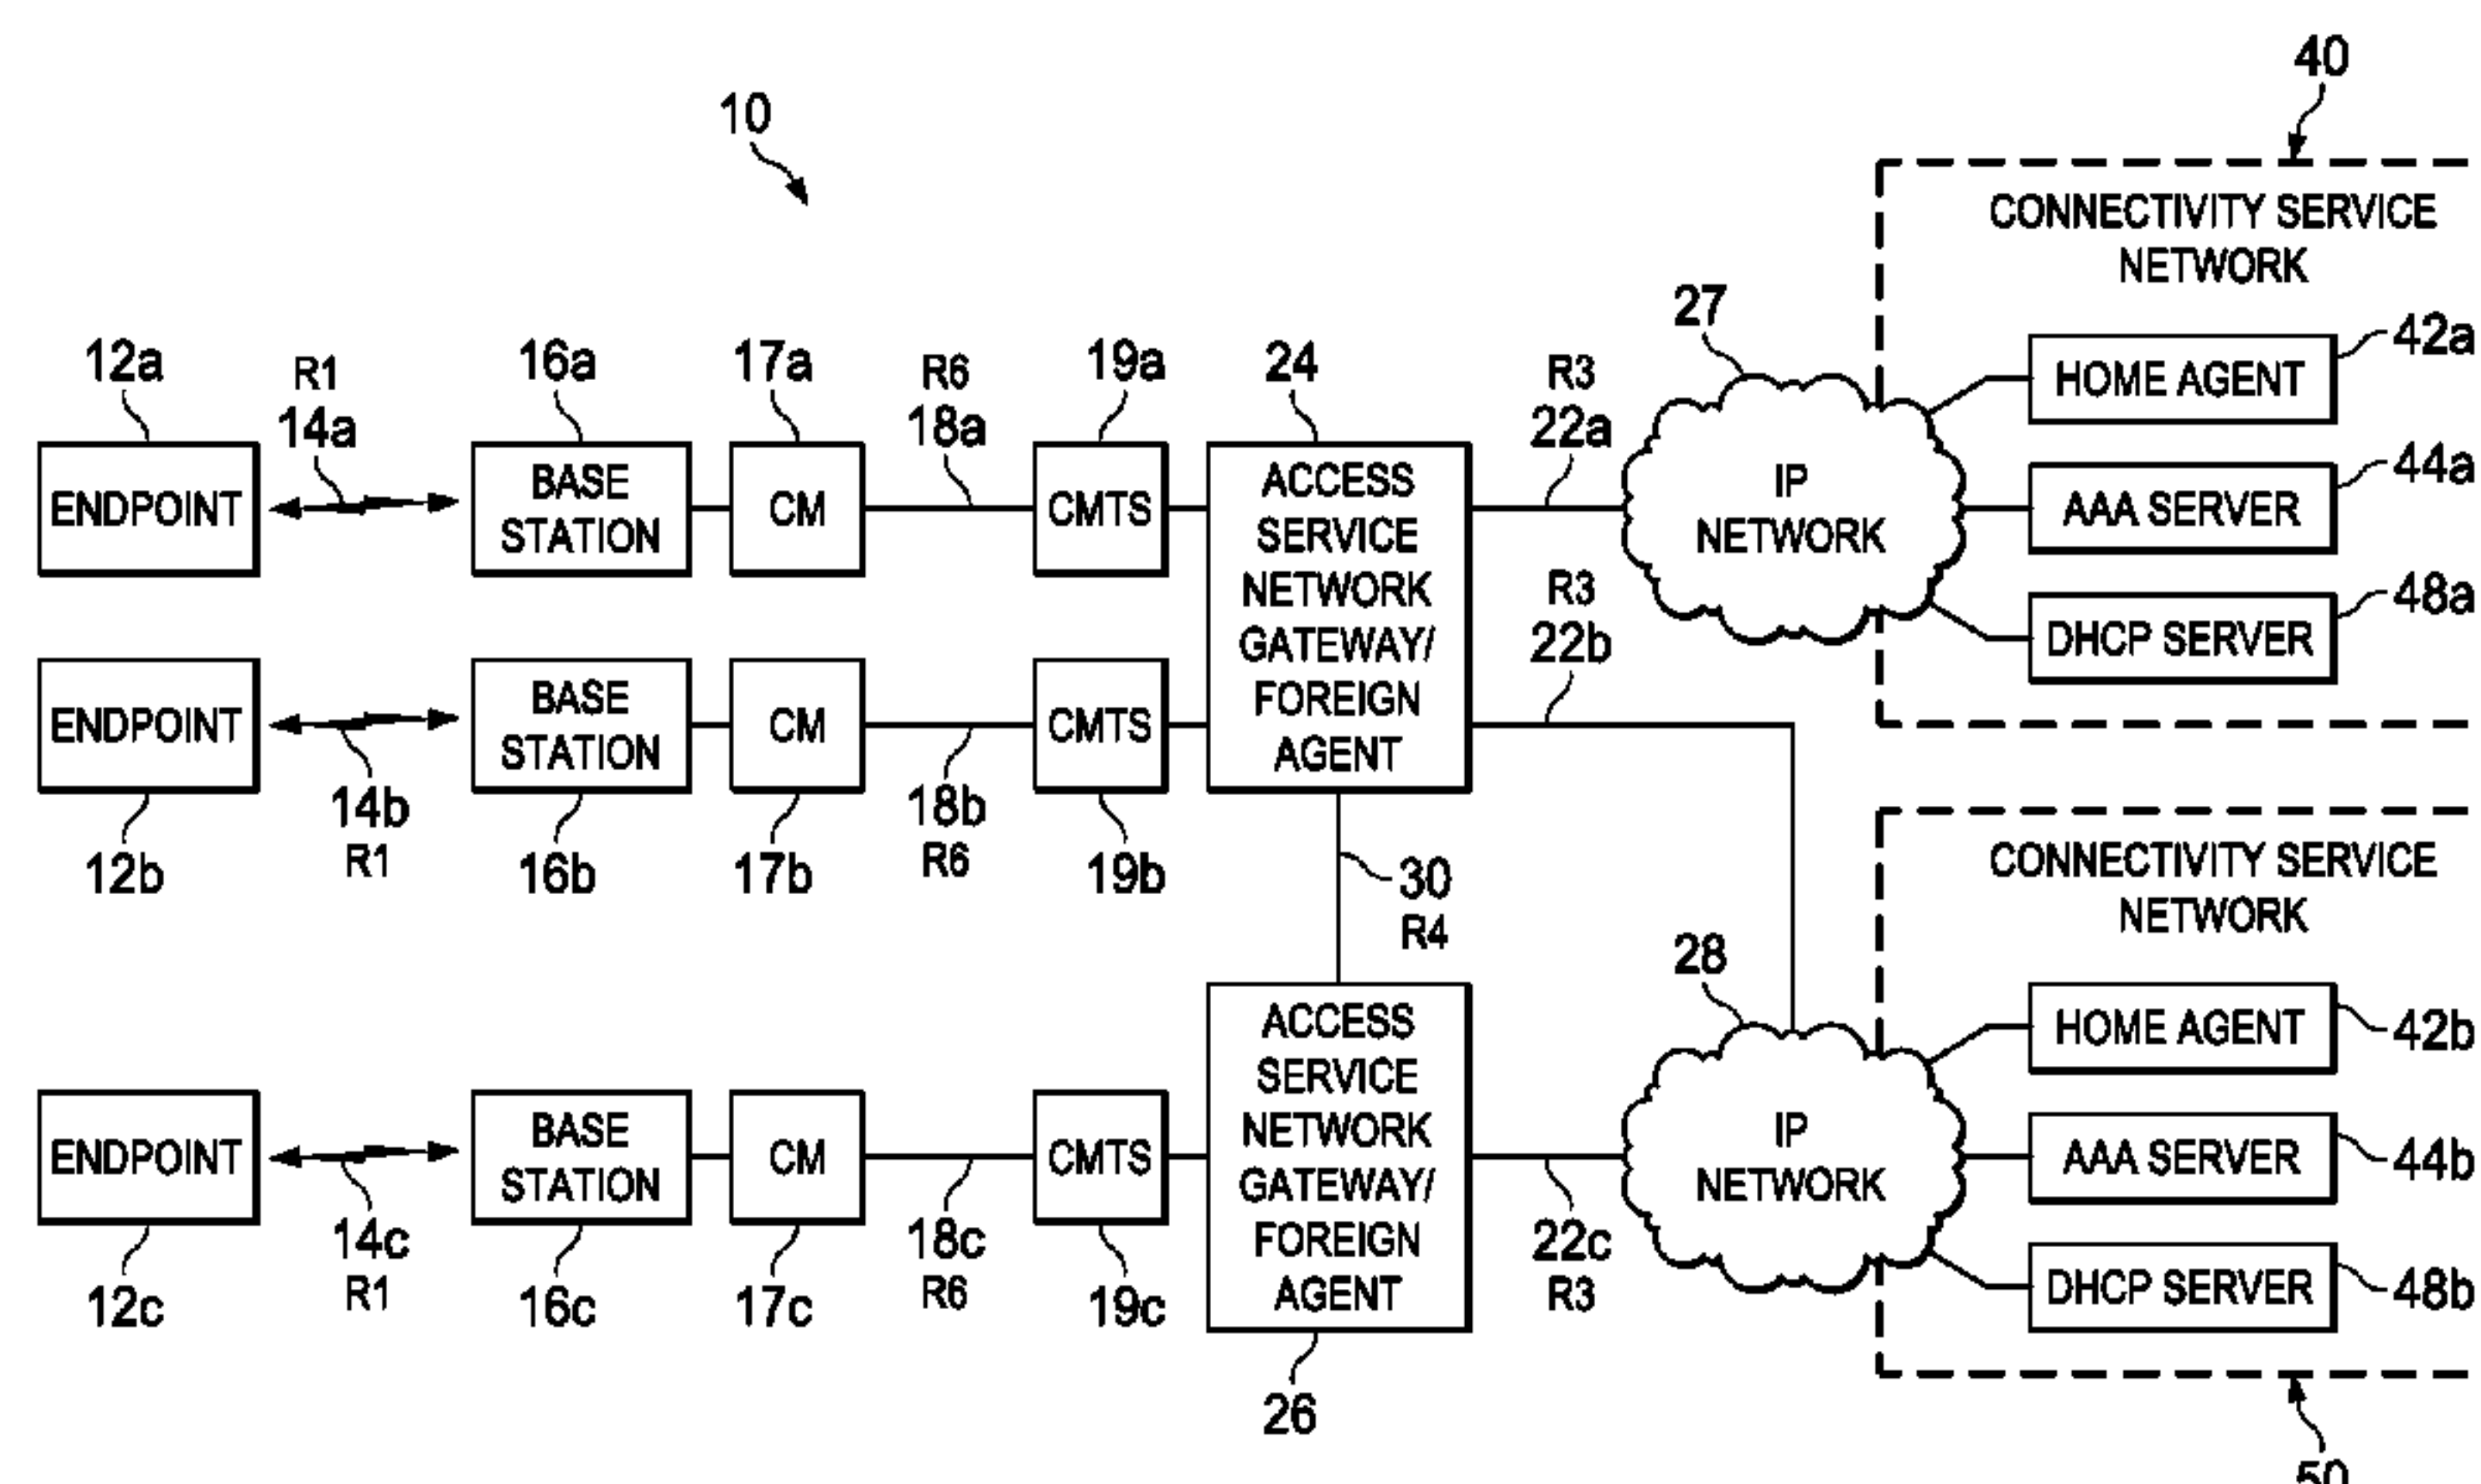 40
10
CONNECTIVITY SERVICE
NETWORK
27
42a
HOME AGENT
12a
R1
14a
16a
17a
R6
18a
19a
24
R3
22a
44a
AAA SERVER
ENDPOINT
BASE
STATION
CM
CMTS
ACCESS
SERVICE
NETWORK
GATEWAY/
FOREIGN
AGENT
IP
NETWORK
R3
22b
48a
DHCP SERVER
ENDPOINT
BASE
STATION
CM
CMTS
12b
14b
R1
16b
17b
18b
R6
19b
30
R4
CONNECTIVITY SERVICE
NETWORK
28
HOME AGENT
42b
ENDPOINT
BASE
STATION
CM
CMTS
ACCESS
SERVICE
NETWORK
GATEWAY/
FOREIGN
AGENT
IP
NETWORK
AAA SERVER
44b
12c
14c
R1
16c
17c
18c
R6
19c
22c
R3
DHCP SERVER
48b
26
50